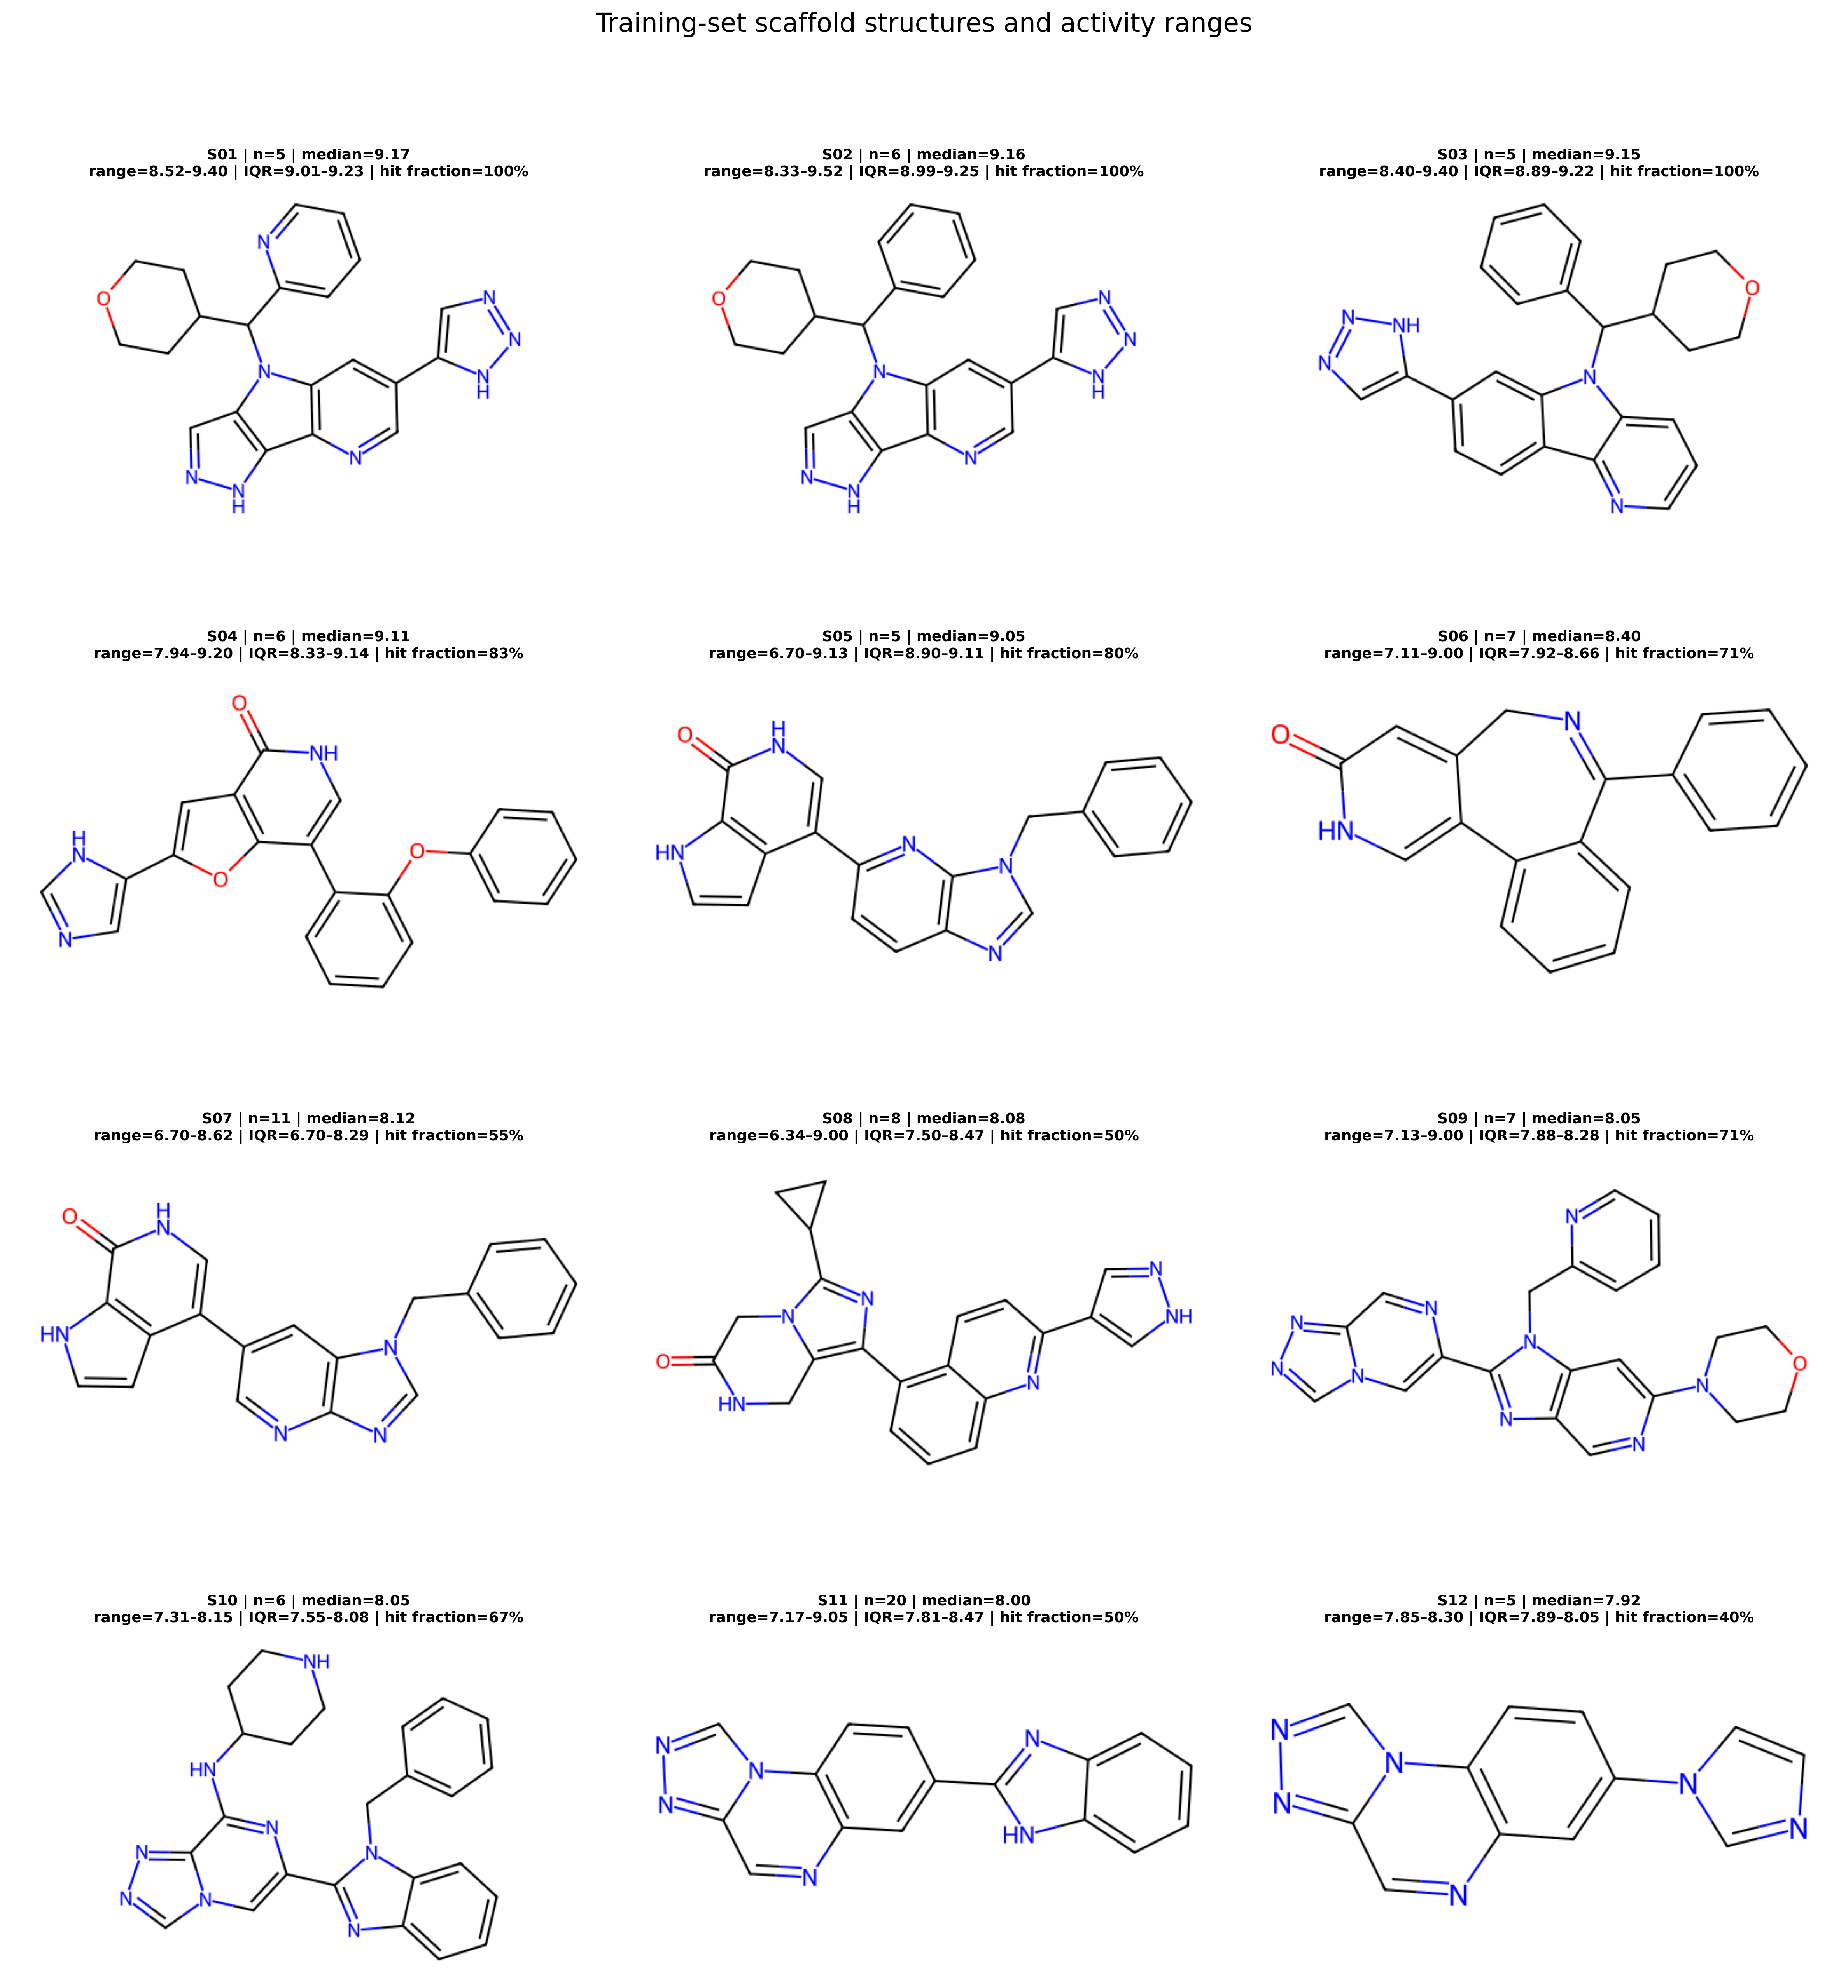 Training-set scaffold structures and activity ranges
S01 | n=5 | median=9.17
range=8.52–9.40 | IQR=9.01–9.23 | hit fraction=100%
N
O
N
N
N
N
H
N
N
H
N
S02 | n=6 | median=9.16
range=8.33–9.52 | IQR=8.99–9.25 | hit fraction=100%
O
N
N
N
N
H
N
N
H
N
S03 | n=5 | median=9.15
range=8.40–9.40 | IQR=8.89–9.22 | hit fraction=100%
O
N
NH
N
N
N
S04 | n=6 | median=9.11
range=7.94–9.20 | IQR=8.33–9.14 | hit fraction=83%
O
NH
H
N
O
O
N
S05 | n=5 | median=9.05
range=6.70–9.13 | IQR=8.90–9.11 | hit fraction=80%
O
H
N
HN
N
N
N
S06 | n=7 | median=8.40
range=7.11–9.00 | IQR=7.92–8.66 | hit fraction=71%
O
N
HN
S07 | n=11 | median=8.12
range=6.70–8.62 | IQR=6.70–8.29 | hit fraction=55%
O
H
N
HN
N
N
N
S08 | n=8 | median=8.08
range=6.34–9.00 | IQR=7.50–8.47 | hit fraction=50%
N
N
N
NH
O
N
HN
S09 | n=7 | median=8.05
range=7.13–9.00 | IQR=7.88–8.28 | hit fraction=71%
N
N
N
N
N
N
O
N
N
N
S10 | n=6 | median=8.05
range=7.31–8.15 | IQR=7.55–8.08 | hit fraction=67%
NH
HN
N
N
N
N
N
N
S11 | n=20 | median=8.00
range=7.17–9.05 | IQR=7.81–8.47 | hit fraction=50%
N
N
N
N
HN
N
S12 | n=5 | median=7.92
range=7.85–8.30 | IQR=7.89–8.05 | hit fraction=40%
N
N
N
N
N
N